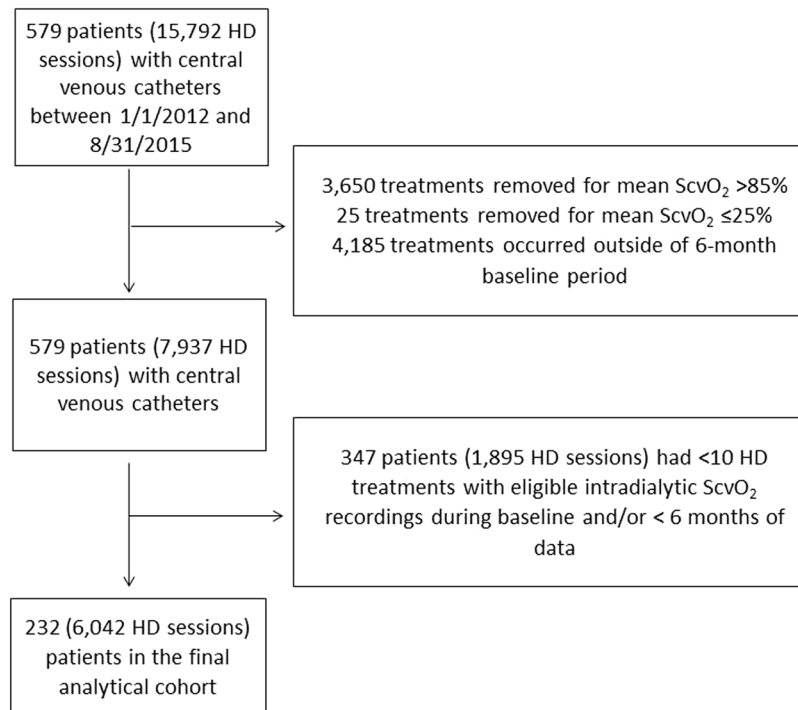 579 patients (15,792 HD
sessions) with central
venous catheters
between 1/1/2012 and
8/31/2015
3,650 treatments removed for mean ScvO₂ >85%
25 treatments removed for mean ScvO₂ ≤25%
4,185 treatments occurred outside of 6-month
baseline period
579 patients (7,937 HD
sessions) with central
venous catheters
347 patients (1,895 HD sessions) had <10 HD
treatments with eligible intradialytic ScvO₂
recordings during baseline and/or < 6 months of
data
232 (6,042 HD sessions)
patients in the final
analytical cohort